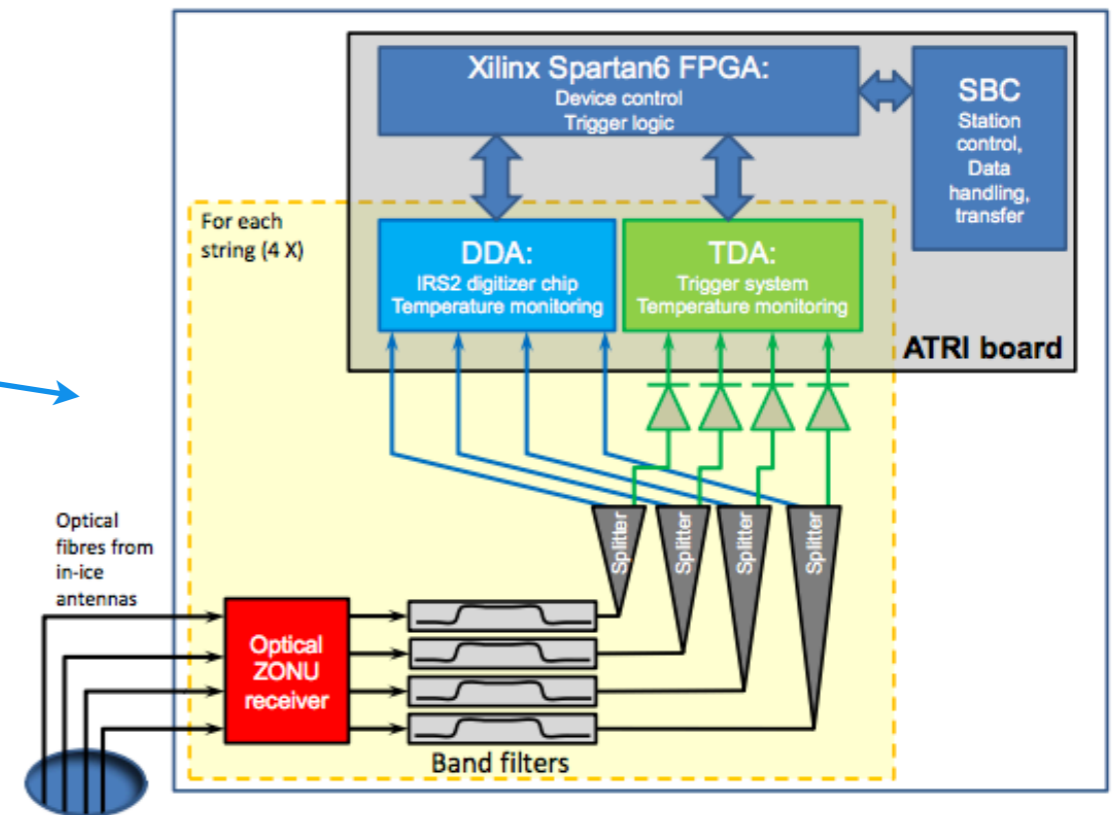 Xilinx Spartan6 FPGA:
Device control
Trigger logic
SBC
Station
control,
Data
handling,
transfer
For each
string (4 X)
DDA:
IRS2 digitizer chip
Temperature monitoring
TDA:
Trigger system
Temperature monitoring
ATRI board
Optical
fibres from
in-ice
antennas
Splitter
Splitter
Splitter
Splitter
Optical
ZONU
receiver
Band filters